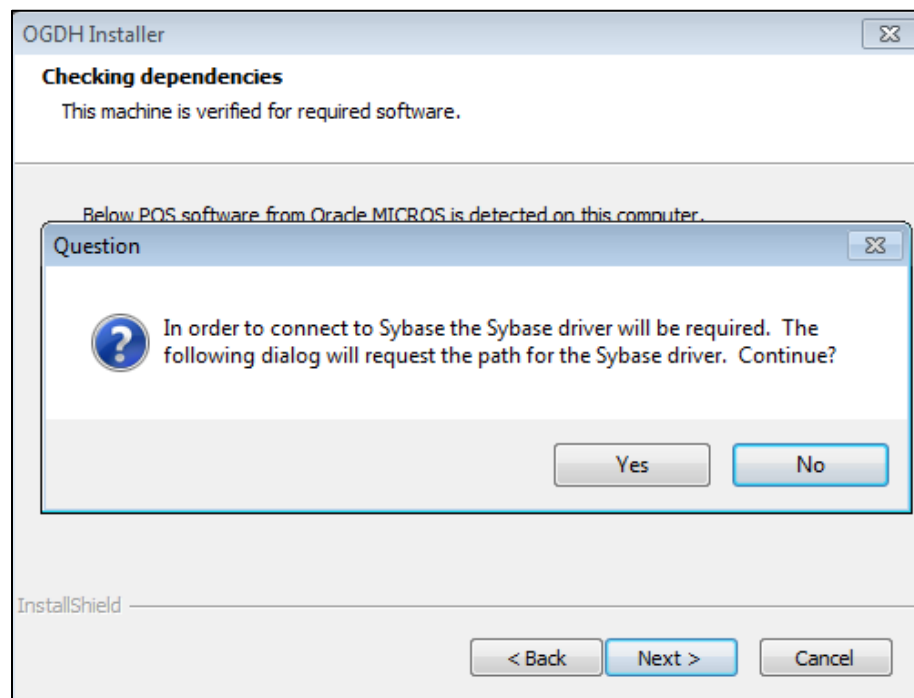 OGDH Installer
Checking dependencies
This machine is verified for required software.
Below POS software from Oracle MICROS is detected on this computer.
Question
In order to connect to Sybase the Sybase driver will be required. The
following dialog will request the path for the Sybase driver. Continue?
Yes No
InstallShield
< Back Next > Cancel